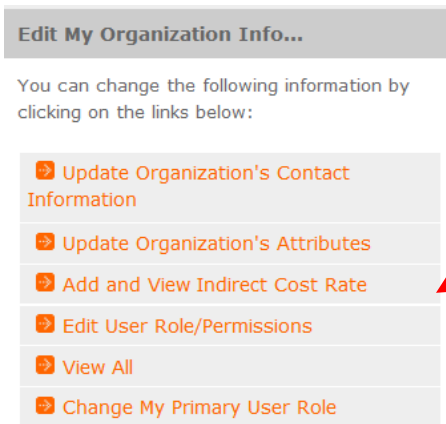 Edit My Organization Info...
You can change the following information by
clicking on the links below:
Update Organization's Contact
Information
Update Organization's Attributes
Add and View Indirect Cost Rate
Edit User Role/Permissions
View All
Change My Primary User Role